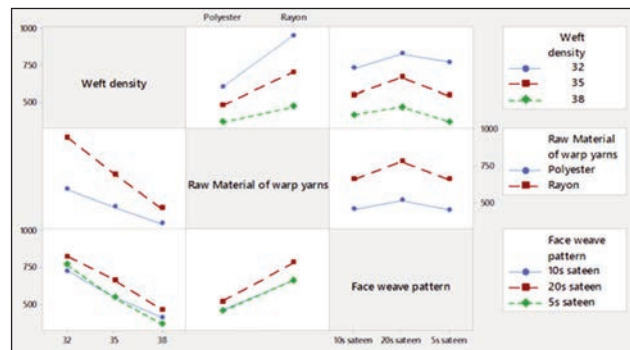 Polyester Rayon
1000
750
500
Weft density
Weft
density
32
35
38
1000
750
500
Raw Material of warp yarns
Raw Material
of warp yarns
Polyester
Rayon
1000
750
500
Face weave pattern
Face weave
pattern
10s sateen
20s sateen
5s sateen
32 35 38 10s sateen 20s sateen 5s sateen